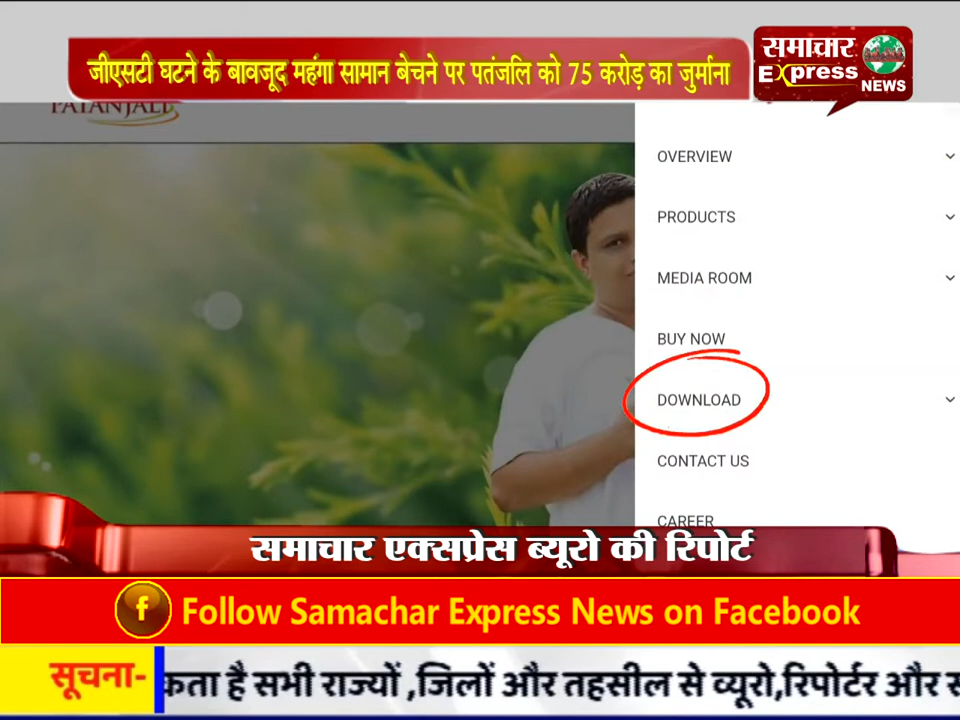 जीएसटी घटने के बावजूद महंगा सामान बेचने पर पतंजलि को 75 करोड़ का जुर्माना
समाचार
Express
NEWS
PATANJALI
OVERVIEW
PRODUCTS
MEDIA ROOM
BUY NOW
DOWNLOAD
CONTACT US
CAREER
समाचार एक्सप्रेस ब्यूरो की रिपोर्ट
f Follow Samachar Express News on Facebook
सूचना- कता है सभी राज्यों ,जिलों और तहसील से ब्यूरो,रिपोर्टर और स